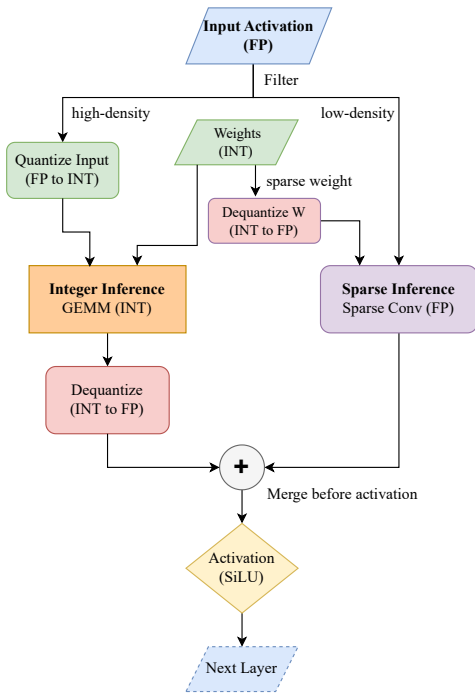 Input Activation
(FP)
Filter
high-density
low-density
Weights
(INT)
Quantize Input
(FP to INT)
sparse weight
Dequantize W
(INT to FP)
Integer Inference
GEMM (INT)
Sparse Inference
Sparse Conv (FP)
Dequantize
(INT to FP)
+
Merge before activation
Activation
(SiLU)
Next Layer